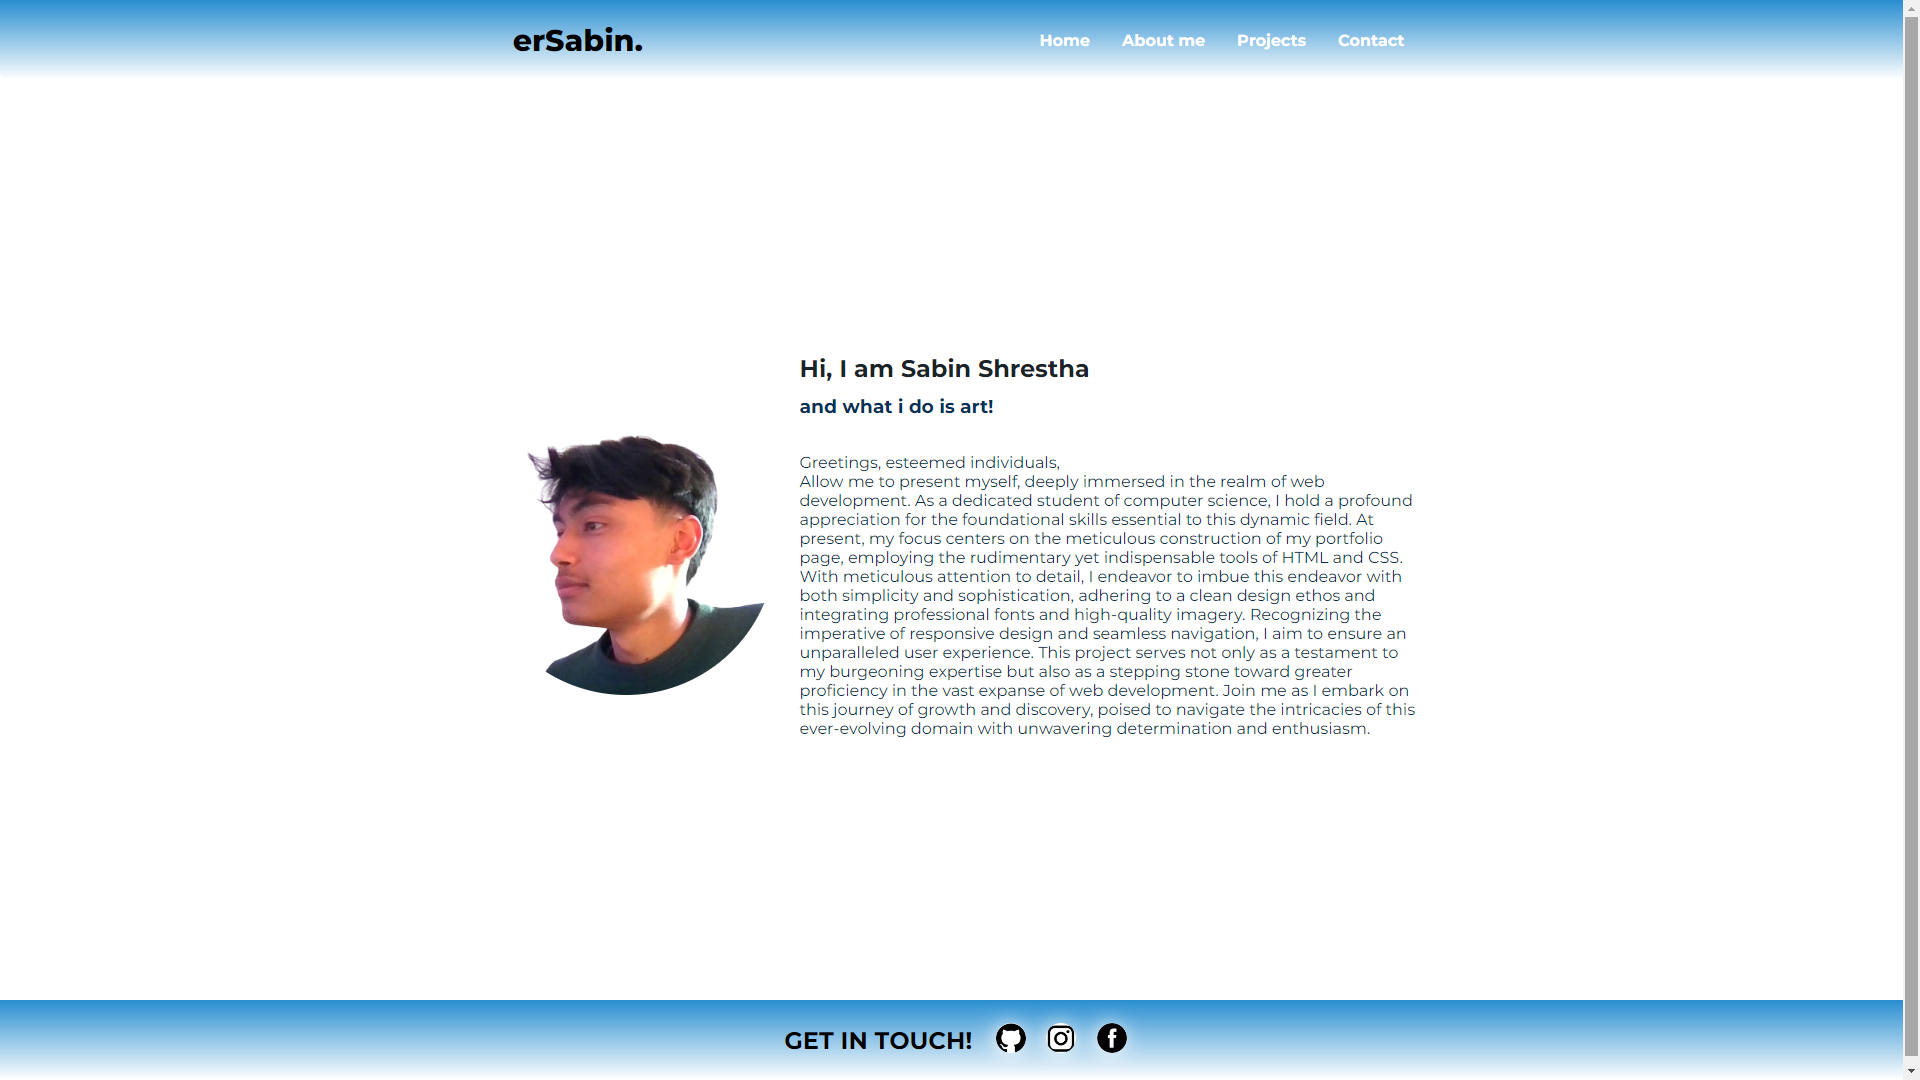 erSabin.
Home About me Projects Contact
Hi, I am Sabin Shrestha
and what i do is art!
Greetings, esteemed individuals,
Allow me to present myself, deeply immersed in the realm of web
development. As a dedicated student of computer science, I hold a profound
appreciation for the foundational skills essential to this dynamic field. At
present, my focus centers on the meticulous construction of my portfolio
page, employing the rudimentary yet indispensable tools of HTML and CSS.
With meticulous attention to detail, I endeavor to imbue this endeavor with
both simplicity and sophistication, adhering to a clean design ethos and
integrating professional fonts and high-quality imagery. Recognizing the
imperative of responsive design and seamless navigation, I aim to ensure an
unparalleled user experience. This project serves not only as a testament to
my burgeoning expertise but also as a stepping stone toward greater
proficiency in the vast expanse of web development. Join me as I embark on
this journey of growth and discovery, poised to navigate the intricacies of this
ever-evolving domain with unwavering determination and enthusiasm.
GET IN TOUCH!